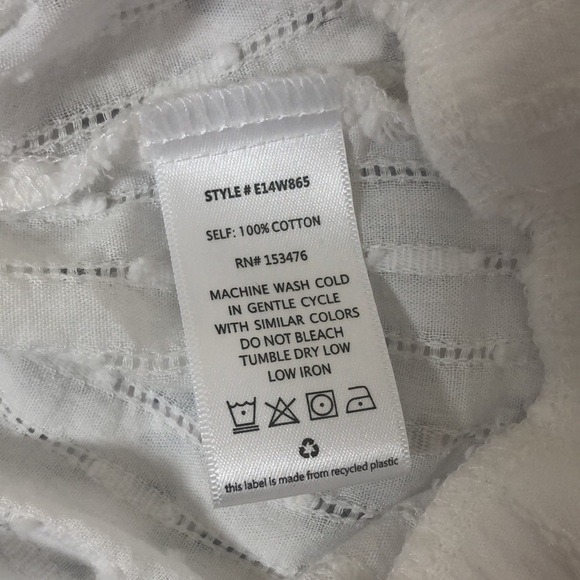 STYLE # E14W865
SELF: 100% COTTON
RN# 153476
MACHINE WASH COLD
IN GENTLE CYCLE
WITH SIMILAR COLORS
DO NOT BLEACH
TUMBLE DRY LOW
LOW IRON
this label is made from recycled plastic